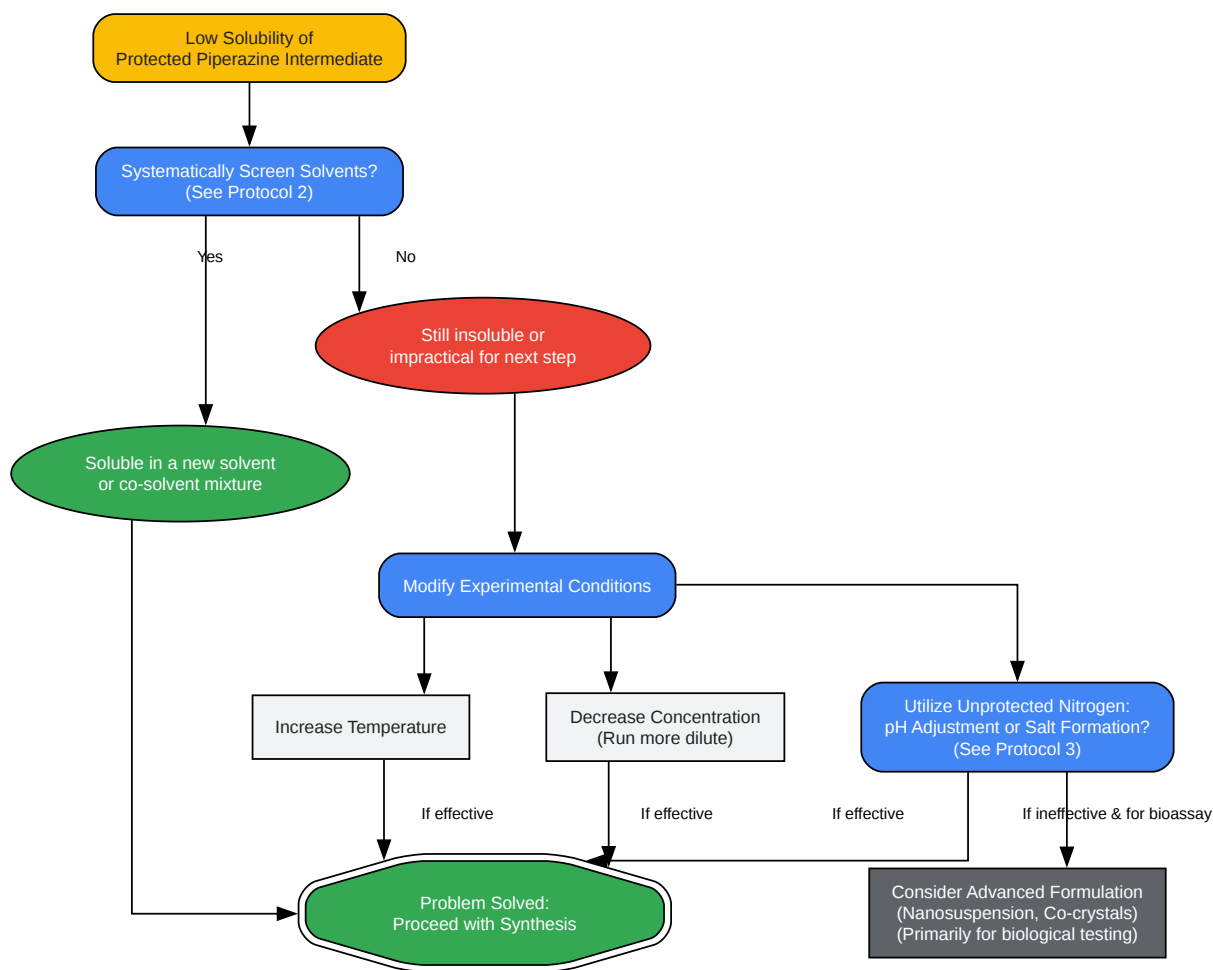 Low Solubility of
Protected Piperazine Intermediate
Systematically Screen Solvents?
(See Protocol 2)
Yes
No
Still insoluble or
impractical for next step
Soluble in a new solvent
or co-solvent mixture
Modify Experimental Conditions
Increase Temperature
Decrease Concentration
(Run more dilute)
Utilize Unprotected Nitrogen:
pH Adjustment or Salt Formation?
(See Protocol 3)
If effective
If effective
If effective
If ineffective & for bioassay
Problem Solved:
Proceed with Synthesis
Consider Advanced Formulation
(Nanosuspension, Co-crystals)
(Primarily for biological testing)